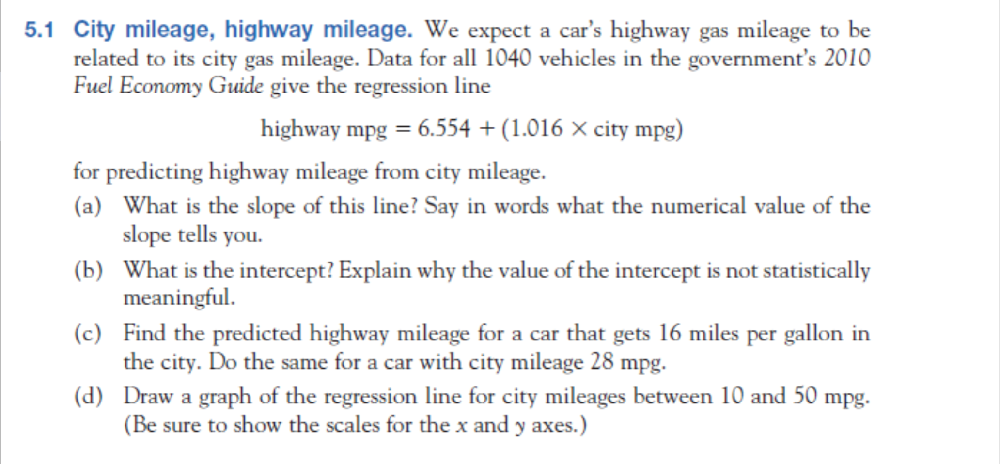 5.1 City mileage, highway mileage. We expect a car's highway gas mileage to be
related to its city gas mileage. Data for all 1040 vehicles in the government's 2010
Fuel Economy Guide give the regression line
highway mpg = 6.554 + (1.016 × city mpg)
for predicting highway mileage from city mileage.
(a) What is the slope of this line? Say in words what the numerical value of the
slope tells you.
(b) What is the intercept? Explain why the value of the intercept is not statistically
meaningful.
(c) Find the predicted highway mileage for a car that gets 16 miles per gallon in
the city. Do the same for a car with city mileage 28 mpg.
(d) Draw a graph of the regression line for city mileages between 10 and 50 mpg.
(Be sure to show the scales for the x and y axes.)